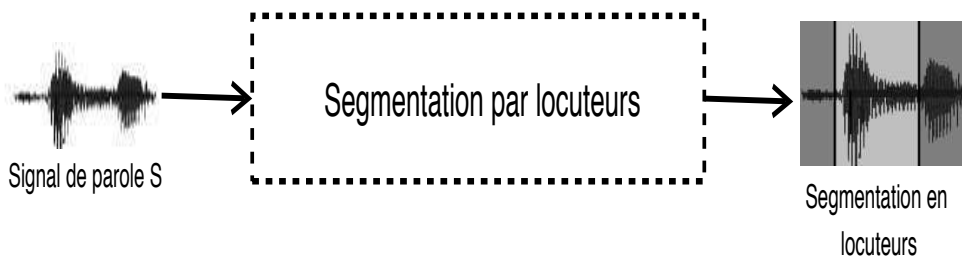 Segmentation par locuteurs
Signal de parole S
Segmentation en
locuteurs